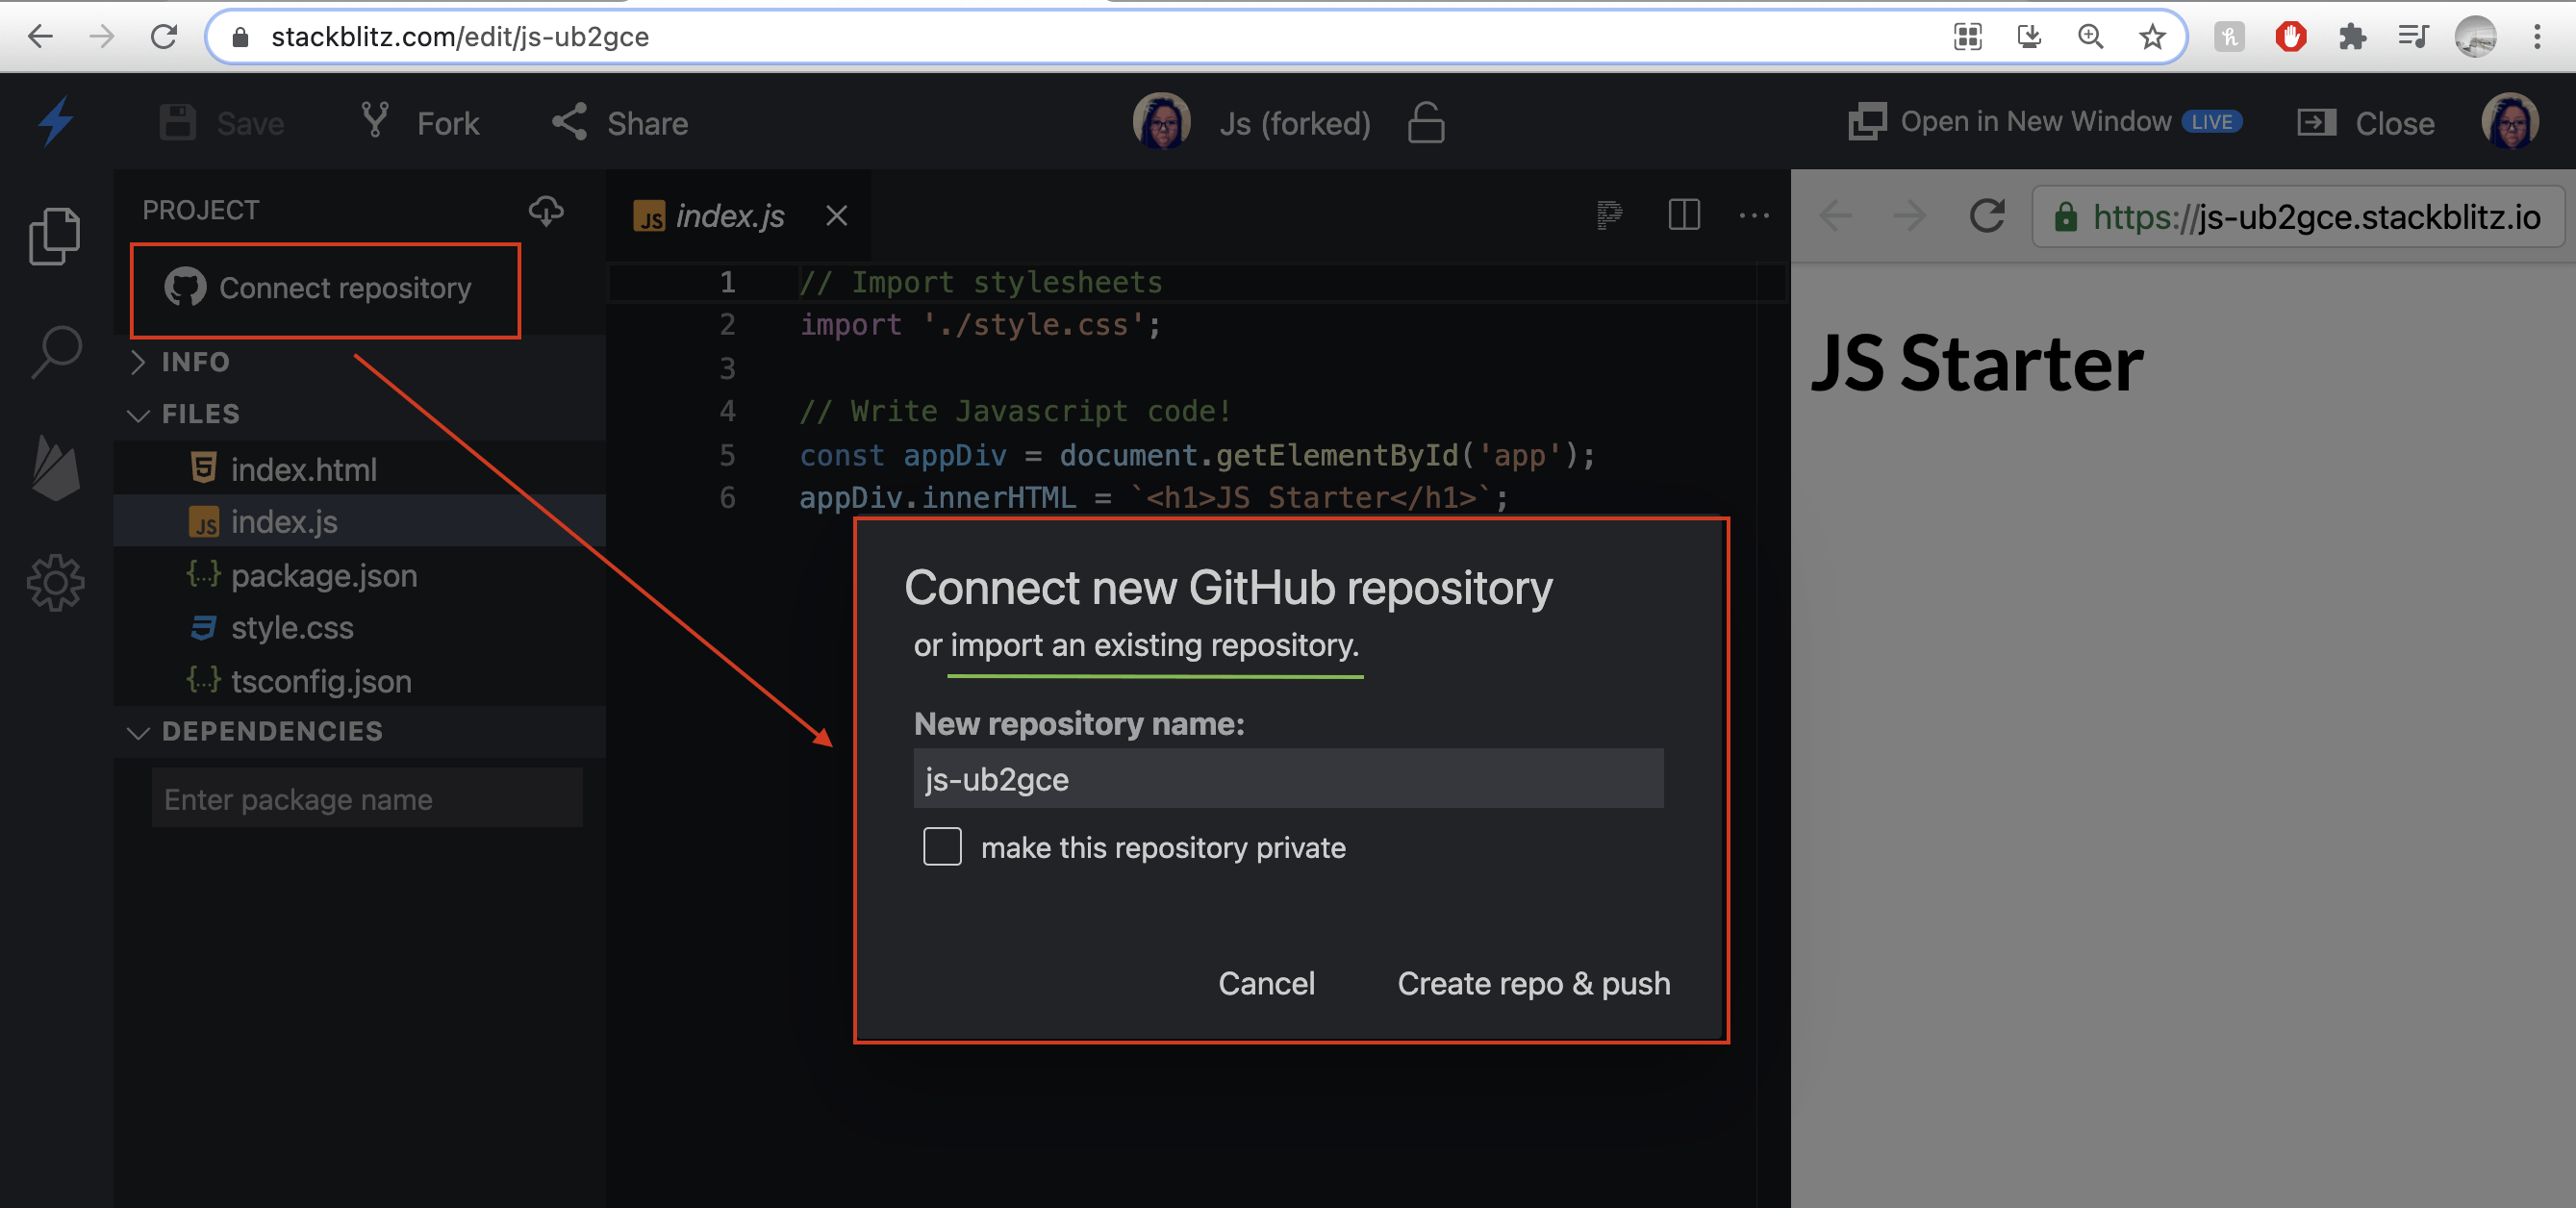 stackblitz.com/edit/js-ub2gce
Save Fork Share Js (forked) Open in New Window LIVE Close
PROJECT
Connect repository
INFO
FILES
index.html
JS index.js
{..} package.json
style.css
{..} tsconfig.json
DEPENDENCIES
Enter package name
JS index.js
1 // Import stylesheets
2 import './style.css';
3
4 // Write Javascript code!
5 const appDiv = document.getElementById('app');
6 appDiv.innerHTML = `<h1>JS Starter</h1>`;
Connect new GitHub repository
or import an existing repository.
New repository name:
js-ub2gce
make this repository private
Cancel Create repo & push
https://js-ub2gce.stackblitz.io
JS Starter